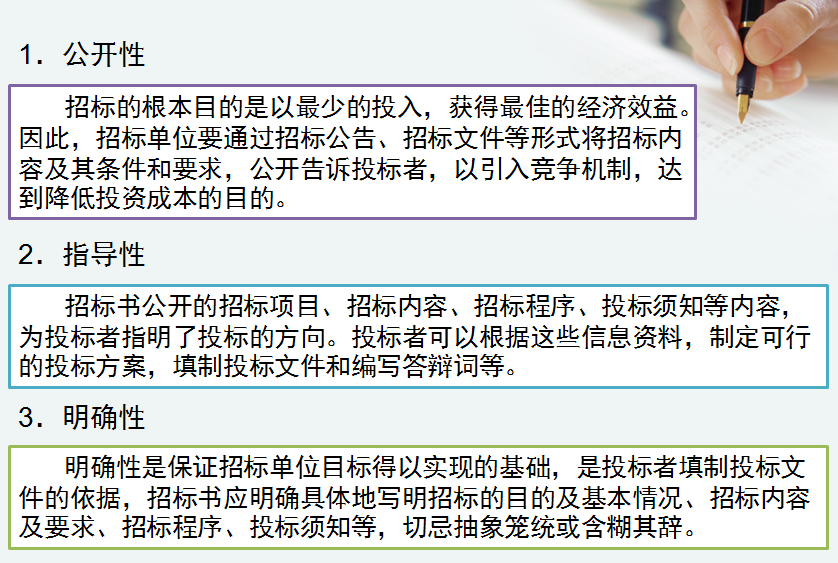 1. 公开性
招标的根本目的是以最少的投入，获得最佳的经济效益。
因此，招标单位要通过招标公告、招标文件等形式将招标内
容及其条件和要求，公开告诉投标者，以引入竞争机制，达
到降低投资成本的目的。
2. 指导性
招标书公开的招标项目、招标内容、招标程序、投标须知等内容，
为投标者指明了投标的方向。投标者可以根据这些信息资料，制定可行
的投标方案，填制投标文件和编写答辩词等。
3. 明确性
明确性是保证招标单位目标得以实现的基础，是投标者填制投标文
件的依据，招标书应明确具体地写明招标的目的及基本情况、招标内容
及要求、招标程序、投标须知等，切忌抽象笼统或含糊其辞。